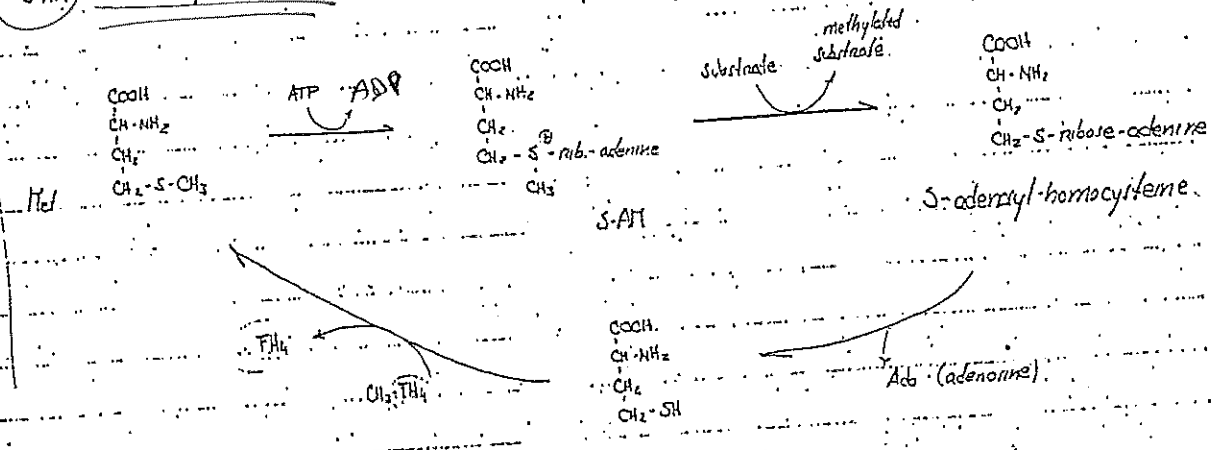 COOH
CH-NH₂
CH₂
CH₂-S-CH₃
Met
ATP
ADP
COOH
CH-NH₂
CH₂
CH₂-S⊕-rib.-adenine
CH₃
S-AM
substrate
methylated
substrate
COOH
CH-NH₂
CH₂
CH₂-S-ribose-adenine
S-adenosyl-homocysteine.
Ado (adenosine)
COOH
CH-NH₂
CH₂
CH₂-SH
CH₃-FH₄
FH₄